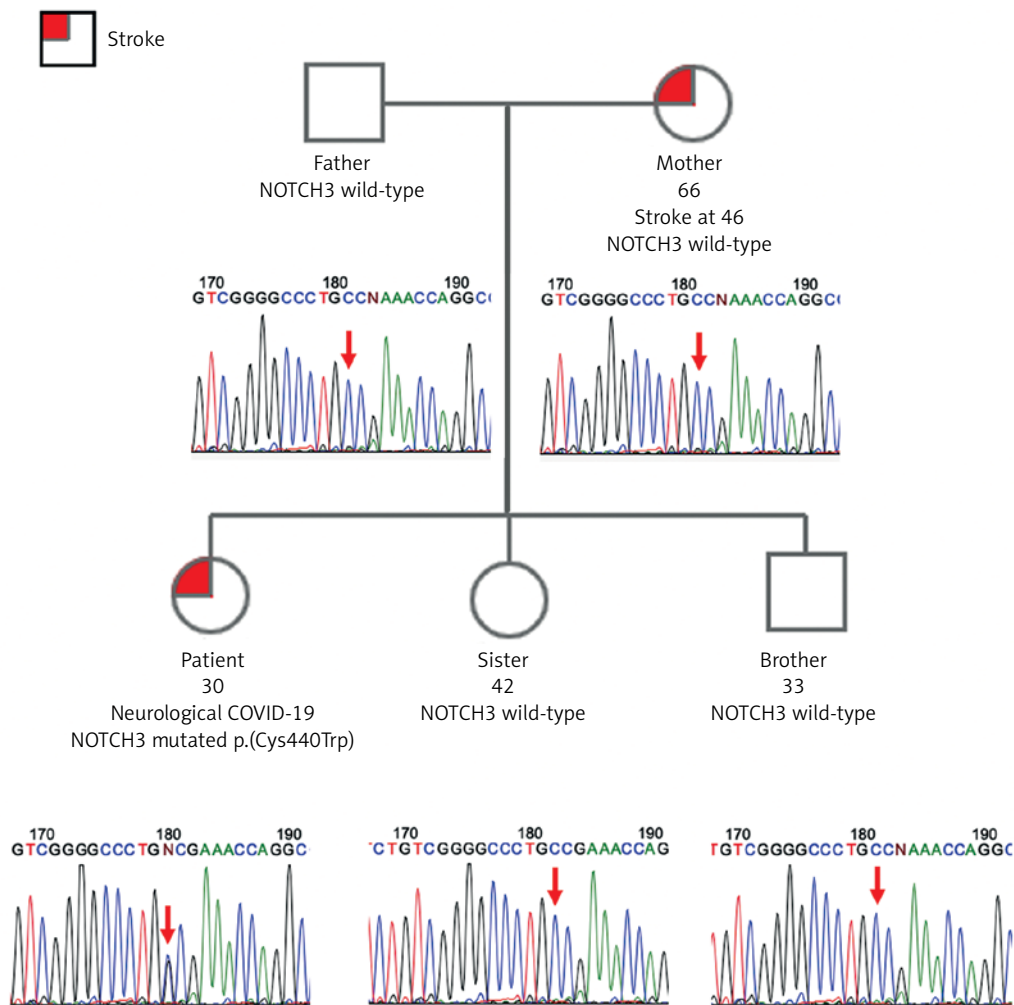 Stroke
Father
NOTCH3 wild-type
Mother
66
Stroke at 46
NOTCH3 wild-type
170 180 190
GTCGGGGCCCTGCCNAAACCAGGC
170 180 190
GTCGGGGCCCTGCCNAAACCAGGC
Patient
30
Neurological COVID-19
NOTCH3 mutated p.(Cys440Trp)
Sister
42
NOTCH3 wild-type
Brother
33
NOTCH3 wild-type
170 180 190
GTCGGGGCCCTGNCGAAACCAGGC
170 180 190
CTGTCGGGGCCCTGCCGAAACCAG
170 180 190
TGTCGGGGCCCTGCCNAAACCAGGC